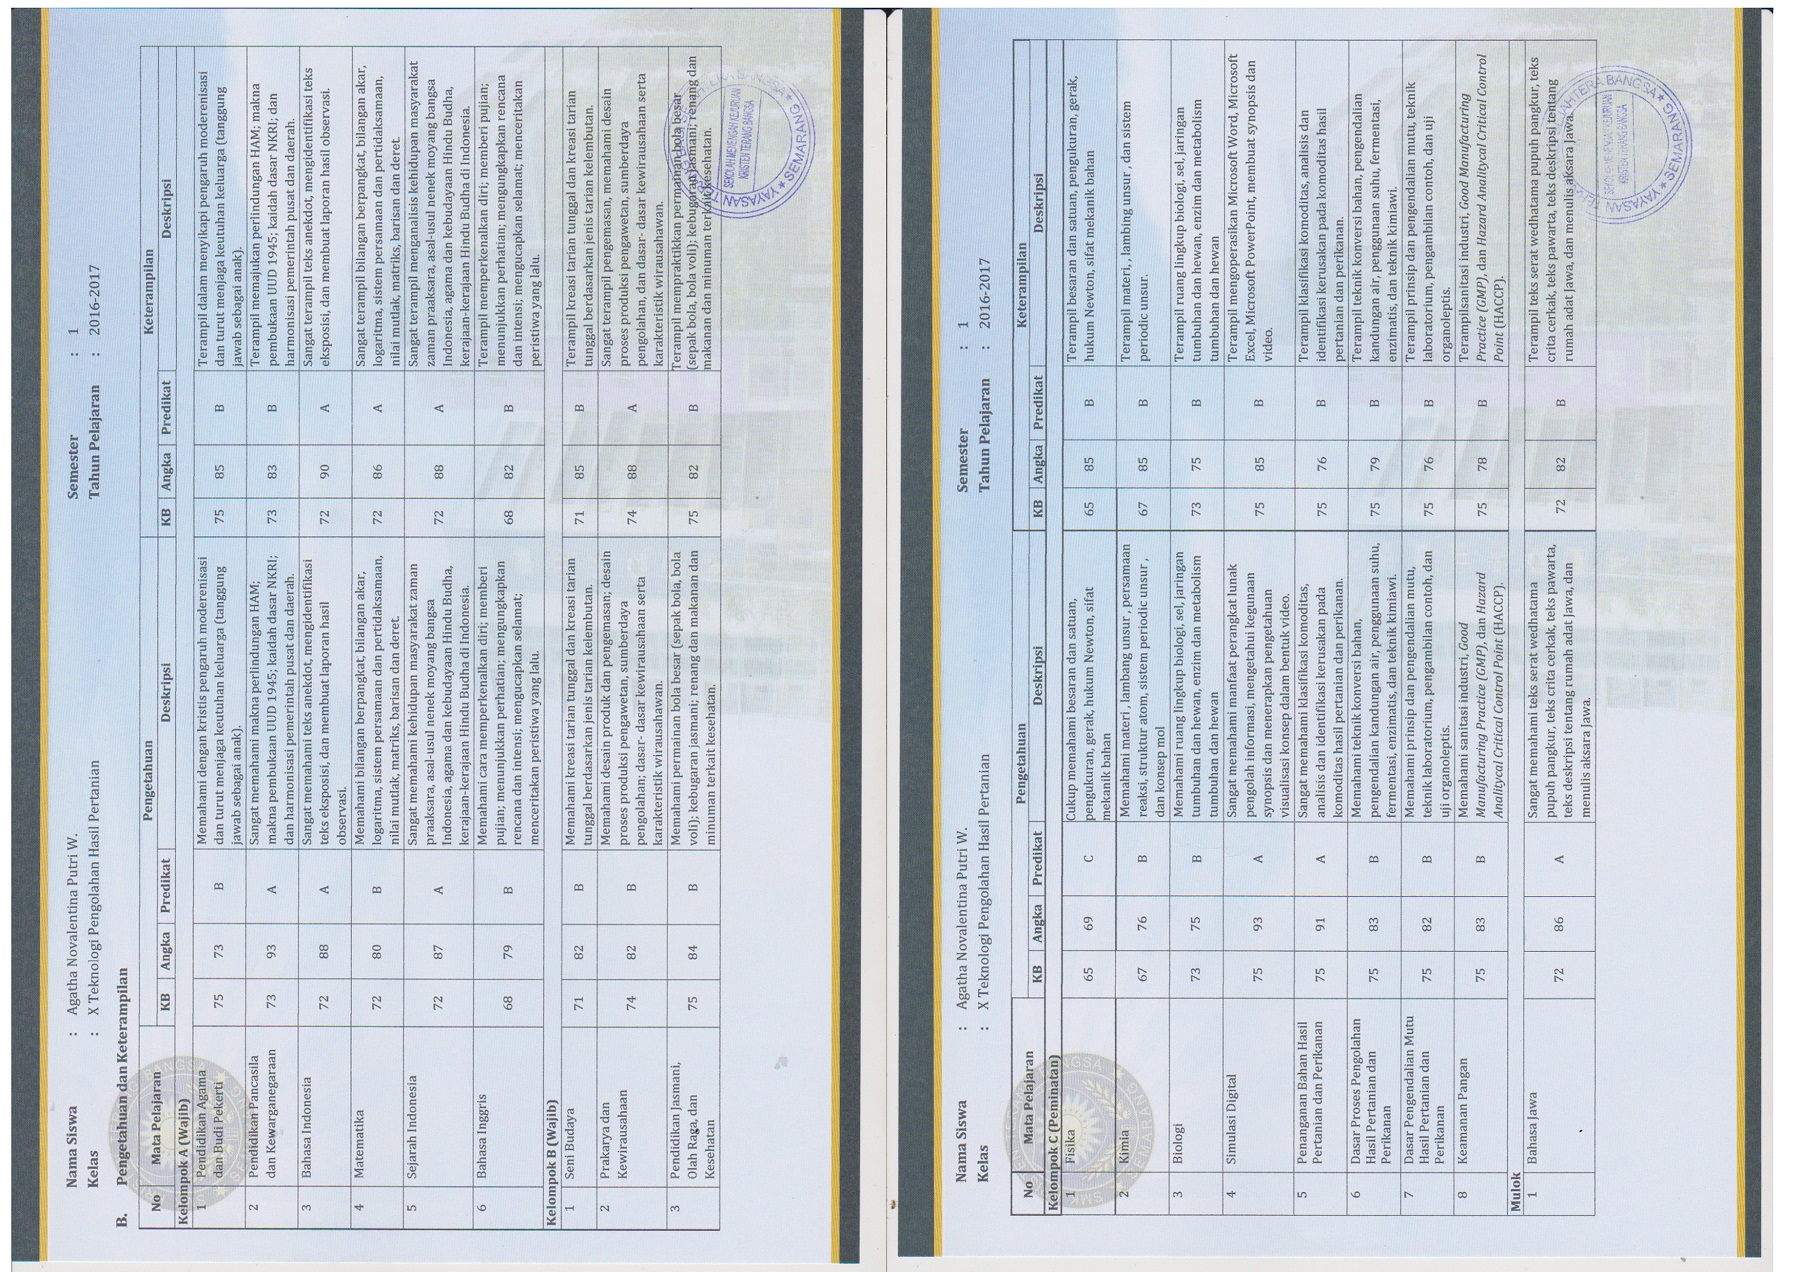 Nama Siswa : Agatha Novalentina Putri W. Semester : 1
Kelas : X Teknologi Pengolahan Hasil Pertanian Tahun Pelajaran : 2016-2017
B. Pengetahuan dan Keterampilan
No Mata Pelajaran Pengetahuan Keterampilan
KB Angka Predikat Deskripsi KB Angka Predikat Deskripsi
Kelompok A (Wajib)
1 Pendidikan Agama dan Budi Pekerti 75 73 B Memahami dengan kristis pengaruh moderenisasi dan turut menjaga keutuhan keluarga (tanggung jawab sebagai anak). 75 85 B Terampil dalam menyikapi pengaruh moderenisasi dan turut menjaga keutuhan keluarga (tanggung jawab sebagai anak).
2 Pendidikan Pancasila dan Kewarganegaraan 73 93 A Sangat memahami makna perlindungan HAM; makna pembukaan UUD 1945; kaidah dasar NKRI; dan harmonisasi pemerintah pusat dan daerah. 73 83 B Terampil memajukan perlindungan HAM; makna pembukaan UUD 1945; kaidah dasar NKRI; dan harmonisasi pemerintah pusat dan daerah.
3 Bahasa Indonesia 72 88 A Sangat memahami teks anekdot, mengidentifikasi teks eksposisi, dan membuat laporan hasil observasi. 72 90 A Sangat terampil teks anekdot, mengidentifikasi teks eksposisi, dan membuat laporan hasil observasi.
4 Matematika 72 80 B Memahami bilangan berpangkat, bilangan akar, logaritma, sistem persamaan dan pertidaksamaan, nilai mutlak, matriks, barisan dan deret. 72 86 A Sangat terampil bilangan berpangkat, bilangan akar, logaritma, sistem persamaan dan pertidaksamaan, nilai mutlak, matriks, barisan dan deret.
5 Sejarah Indonesia 72 87 A Sangat memahami kehidupan masyarakat zaman praaksara, asal-usul nenek moyang bangsa Indonesia, agama dan kebudayaan Hindu Budha, kerajaan-kerajaan Hindu Budha di Indonesia. 72 88 A Sangat terampil menganalisis kehidupan masyarakat zaman praaksara, asal-usul nenek moyang bangsa Indonesia, agama dan kebudayaan Hindu Budha, kerajaan-kerajaan Hindu Budha di Indonesia.
6 Bahasa Inggris 68 79 B Memahami cara memperkenalkan diri; memberi pujian; menunjukkan perhatian; mengungkapkan rencana dan intensi; mengucapkan selamat; menceritakan peristiwa yang lalu. 68 82 B Terampil memperkenalkan diri; memberi pujian; menunjukkan perhatian; mengungkapkan rencana dan intensi; mengucapkan selamat; menceritakan peristiwa yang lalu.
Kelompok B (Wajib)
1 Seni Budaya 71 82 B Memahami kreasi tarian tunggal dan kreasi tarian tunggal berdasarkan jenis tarian kelembutan. 71 85 B Terampil kreasi tarian tunggal dan kreasi tarian tunggal berdasarkan jenis tarian kelembutan.
2 Prakarya dan Kewirausahaan 74 82 B Memahami desain produk dan pengemasan; desain proses produksi pengawetan, sumberdaya pengolahan; dasar- dasar kewirausahaan serta karakteristik wirausahawan. 74 88 A Sangat terampil pengemasan, memahami desain proses produksi pengawetan, sumberdaya pengolahan, dan dasar- dasar kewirausahaan serta karakteristik wirausahawan.
3 Pendidikan Jasmani, Olah Raga, dan Kesehatan 75 84 B Memahami permainan bola besar (sepak bola, bola voli); kebugaran jasmani; renang dan makanan dan minuman terkait kesehatan. 75 82 B Terampil mempraktikkan permainan bola besar (sepak bola, bola voli); kebugaran jasmani; renang dan makanan dan minuman terkait kesehatan.
YAYASAN SEJAHTERA BANGSA ★ SEMARANG ★
SEKOLAH MENENGAH KEJURUAN
KRISTEN TERANG BANGSA
Nama Siswa : Agatha Novalentina Putri W. Semester : 1
Kelas : X Teknologi Pengolahan Hasil Pertanian Tahun Pelajaran : 2016-2017
No Mata Pelajaran Pengetahuan Keterampilan
KB Angka Predikat Deskripsi KB Angka Predikat Deskripsi
Kelompok C (Peminatan)
1 Fisika 65 69 C Cukup memahami besaran dan satuan, pengukuran, gerak, hukum Newton, sifat mekanik bahan 65 85 B Terampil besaran dan satuan, pengukuran, gerak, hukum Newton, sifat mekanik bahan
2 Kimia 67 76 B Memahami materi , lambang unsur , persamaan reaksi, struktur atom, sistem periodic unsur , dan konsep mol 67 85 B Terampil materi, , lambing unsur , dan sistem periodic unsur.
3 Biologi 73 75 B Memahami ruang lingkup biologi, sel, jaringan tumbuhan dan hewan, enzim dan metabolism tumbuhan dan hewan 73 75 B Terampil ruang lingkup biologi, sel, jaringan tumbuhan dan hewan, enzim dan metabolism tumbuhan dan hewan
4 Simulasi Digital 75 93 A Sangat memahami manfaat perangkat lunak pengolah informasi, mengetahui kegunaan synopsis dan menerapkan pengetahuan visualisasi konsep dalam bentuk video. 75 85 B Terampil mengoperasikan Microsoft Word, Microsoft Excel, Microsoft PowerPoint, membuat synopsis dan video.
5 Penanganan Bahan Hasil Pertanian dan Perikanan 75 91 A Sangat memahami klasifikasi komoditas, analisis dan identifikasi kerusakan pada komoditas hasil pertanian dan perikanan. 75 76 B Terampil klasifikasi komoditas, analisis dan identifikasi kerusakan pada komoditas hasil pertanian dan perikanan.
6 Dasar Proses Pengolahan Hasil Pertanian dan Perikanan 75 83 B Memahami teknik konversi bahan, pengendalian kandungan air, penggunaan suhu, fermentasi, enzimatis, dan teknik kimiawi. 75 79 B Terampil teknik konversi bahan, pengendalian kandungan air, penggunaan suhu, fermentasi, enzimatis, dan teknik kimiawi.
7 Dasar Pengendalian Mutu Hasil Pertanian dan Perikanan 75 82 B Memahami prinsip dan pengendalian mutu, teknik laboratorium, pengambilan contoh, dan uji organoleptis. 75 76 B Terampil prinsip dan pengendalian mutu, teknik laboratorium, pengambilan contoh, dan uji organoleptis.
8 Keamanan Pangan 75 83 B Memahami sanitasi industri, Good Manufacturing Practice (GMP), dan Hazard Analitycal Critical Control Point (HACCP). 75 78 B Terampilsanitasi industri, Good Manufacturing Practice (GMP), dan Hazard Analitycal Critical Control Point (HACCP).
Mulok
1 Bahasa Jawa 72 86 A Sangat memahami teks serat wedhatama pupuh pangkur, teks crita cerkak, teks pawarta, teks deskripsi tentang rumah adat Jawa, dan menulis aksara Jawa. 72 82 B Terampil teks serat wedhatama pupuh pangkur, teks crita cerkak, teks pawarta, teks deskripsi tentang rumah adat Jawa, dan menulis aksara Jawa.